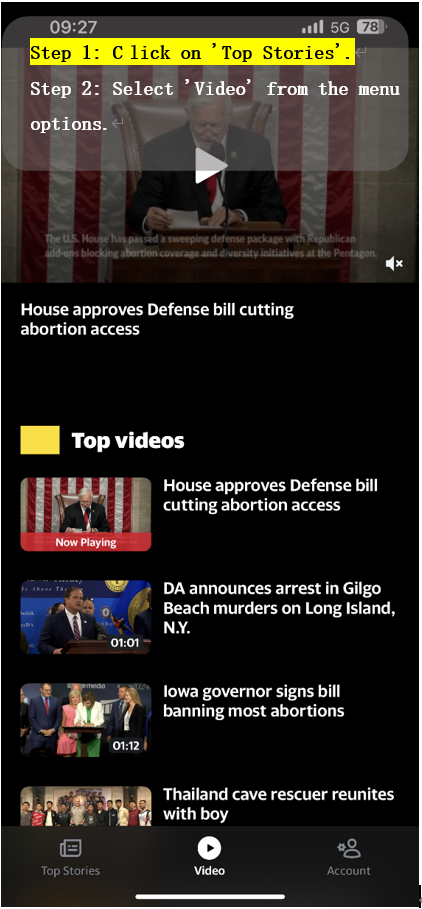 09:27 5G 78
Step 1: C lick on 'Top Stories'.
Step 2: Select 'Video' from the menu
options.
The U.S. House has passed a sweeping defense package with Republican
add-ons blocking abortion coverage and diversity initiatives at the Pentagon.
House approves Defense bill cutting
abortion access
Top videos
House approves Defense bill
cutting abortion access
Now Playing
DA announces arrest in Gilgo
Beach murders on Long Island,
N.Y.
01:01
Iowa governor signs bill
banning most abortions
01:12
Thailand cave rescuer reunites
with boy
Top Stories
Video
Account